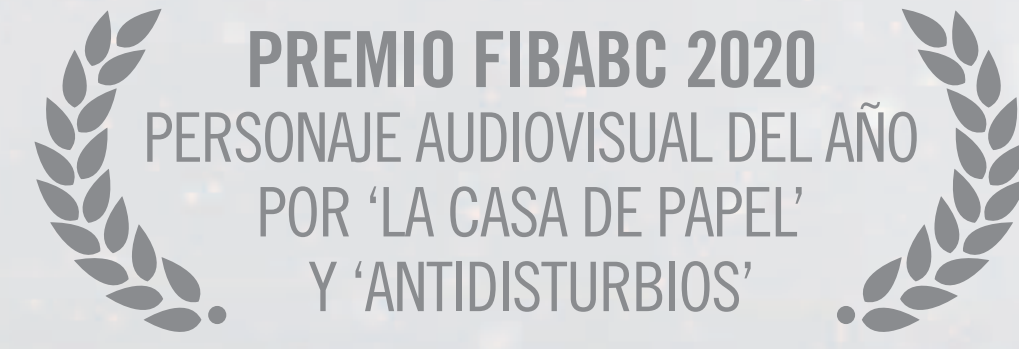 PREMIO FIBABC 2020
PERSONAJE AUDIOVISUAL DEL AÑO
POR ‘LA CASA DE PAPEL’
Y ‘ANTIDISTURBIOS’